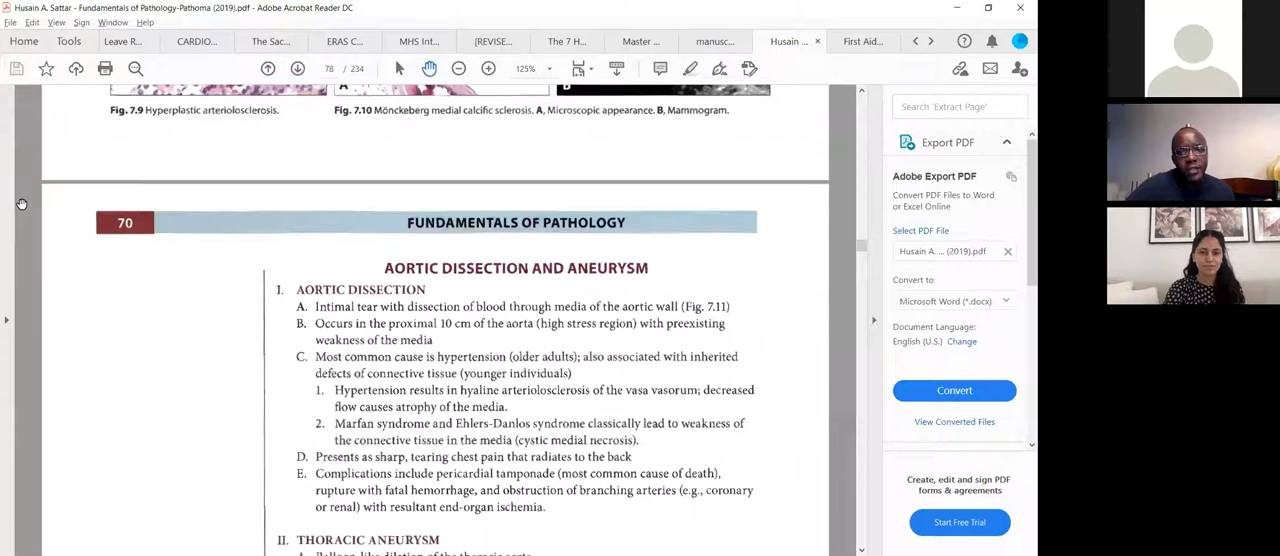 Husain A. Sattar - Fundamentals of Pathology-Pathoma (2019).pdf - Adobe Acrobat Reader DC
File Edit View Sign Window Help
Home Tools Leave R... CARDIO... The Sac... ERAS C... MHS Int... [REVISE... The 7 H... Master ... manusc... Husain ... × First Aid...
78 / 234 125%
B
A
Fig. 7.9 Hyperplastic arteriolosclerosis. Fig. 7.10 Mönckeberg medial calcific sclerosis. A, Microscopic appearance. B, Mammogram.
70 FUNDAMENTALS OF PATHOLOGY
AORTIC DISSECTION AND ANEURYSM
I. AORTIC DISSECTION
A. Intimal tear with dissection of blood through media of the aortic wall (Fig. 7.11)
B. Occurs in the proximal 10 cm of the aorta (high stress region) with preexisting
weakness of the media
C. Most common cause is hypertension (older adults); also associated with inherited
defects of connective tissue (younger individuals)
1. Hypertension results in hyaline arteriolosclerosis of the vasa vasorum; decreased
flow causes atrophy of the media.
2. Marfan syndrome and Ehlers-Danlos syndrome classically lead to weakness of
the connective tissue in the media (cystic medial necrosis).
D. Presents as sharp, tearing chest pain that radiates to the back
E. Complications include pericardial tamponade (most common cause of death),
rupture with fatal hemorrhage, and obstruction of branching arteries (e.g., coronary
or renal) with resultant end-organ ischemia.
II. THORACIC ANEURYSM
A. Balloon-like dilation of the thoracic aorta
Search 'Extract Page'
Export PDF
Adobe Export PDF
Convert PDF Files to Word
or Excel Online
Select PDF File
Husain A. ... (2019).pdf
Convert to
Microsoft Word (*.docx)
Document Language:
English (U.S.) Change
Convert
View Converted Files
Create, edit and sign PDF
forms & agreements
Start Free Trial